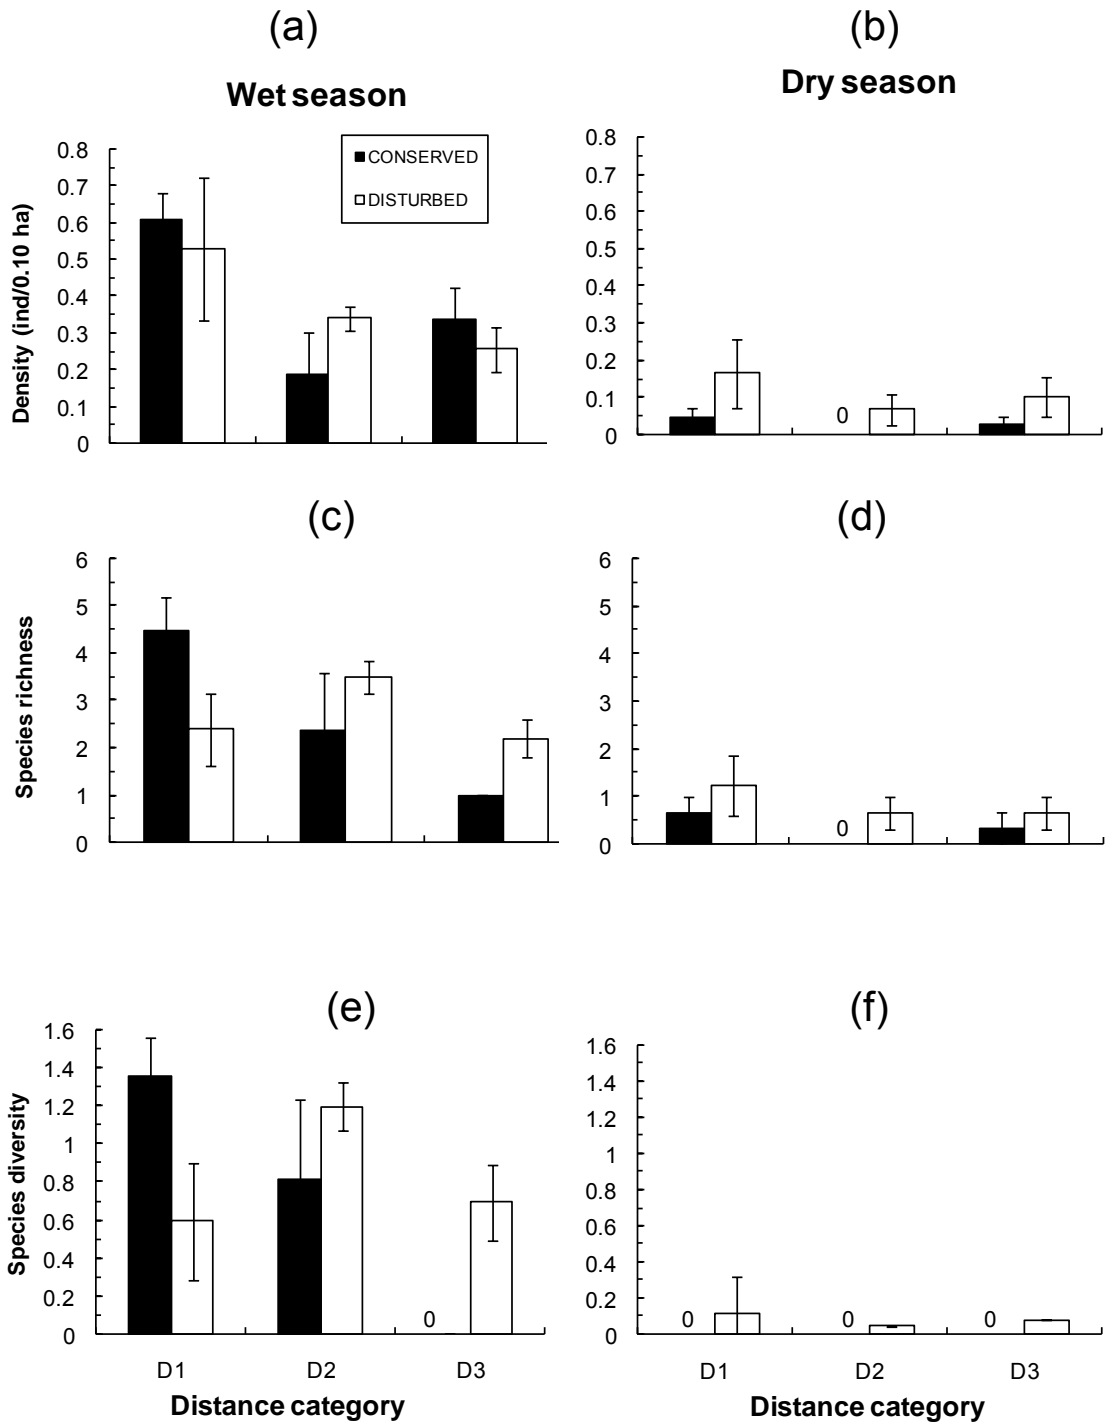 (a)
Wet season
CONSERVED
DISTURBED
Density (ind/0.10 ha)
0.8
0.7
0.6
0.5
0.4
0.3
0.2
0.1
0
(b)
Dry season
0.8
0.7
0.6
0.5
0.4
0.3
0.2
0.1
0
0
(c)
Species richness
6
5
4
3
2
1
0
(d)
6
5
4
3
2
1
0
0
(e)
Species diversity
1.6
1.4
1.2
1
0.8
0.6
0.4
0.2
0
0
D1 D2 D3
Distance category
(f)
1.6
1.4
1.2
1
0.8
0.6
0.4
0.2
0
0 0 0
D1 D2 D3
Distance category